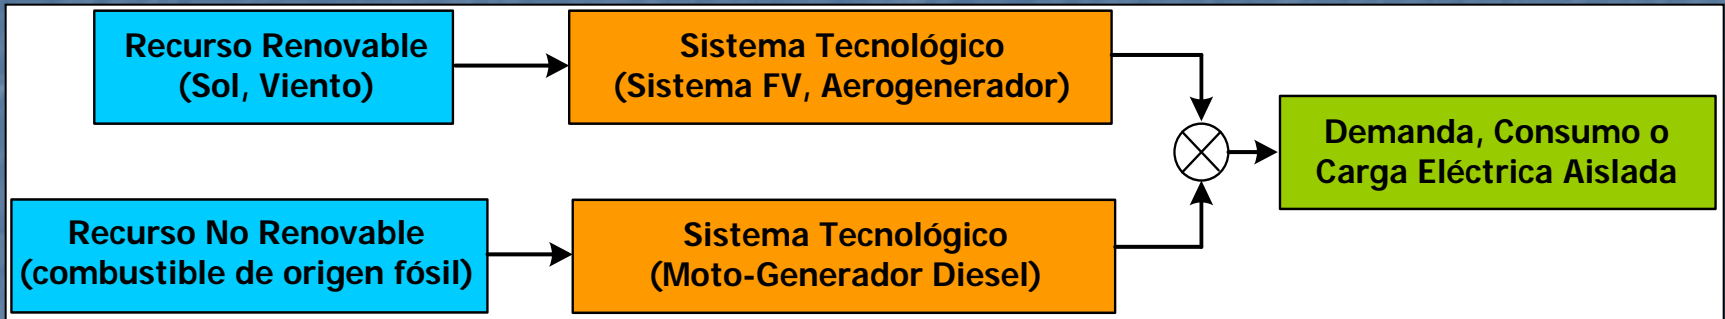 Recurso Renovable
(Sol, Viento)
Sistema Tecnológico
(Sistema FV, Aerogenerador)
Demanda, Consumo o
Carga Eléctrica Aislada
Recurso No Renovable
(combustible de origen fósil)
Sistema Tecnológico
(Moto-Generador Diesel)